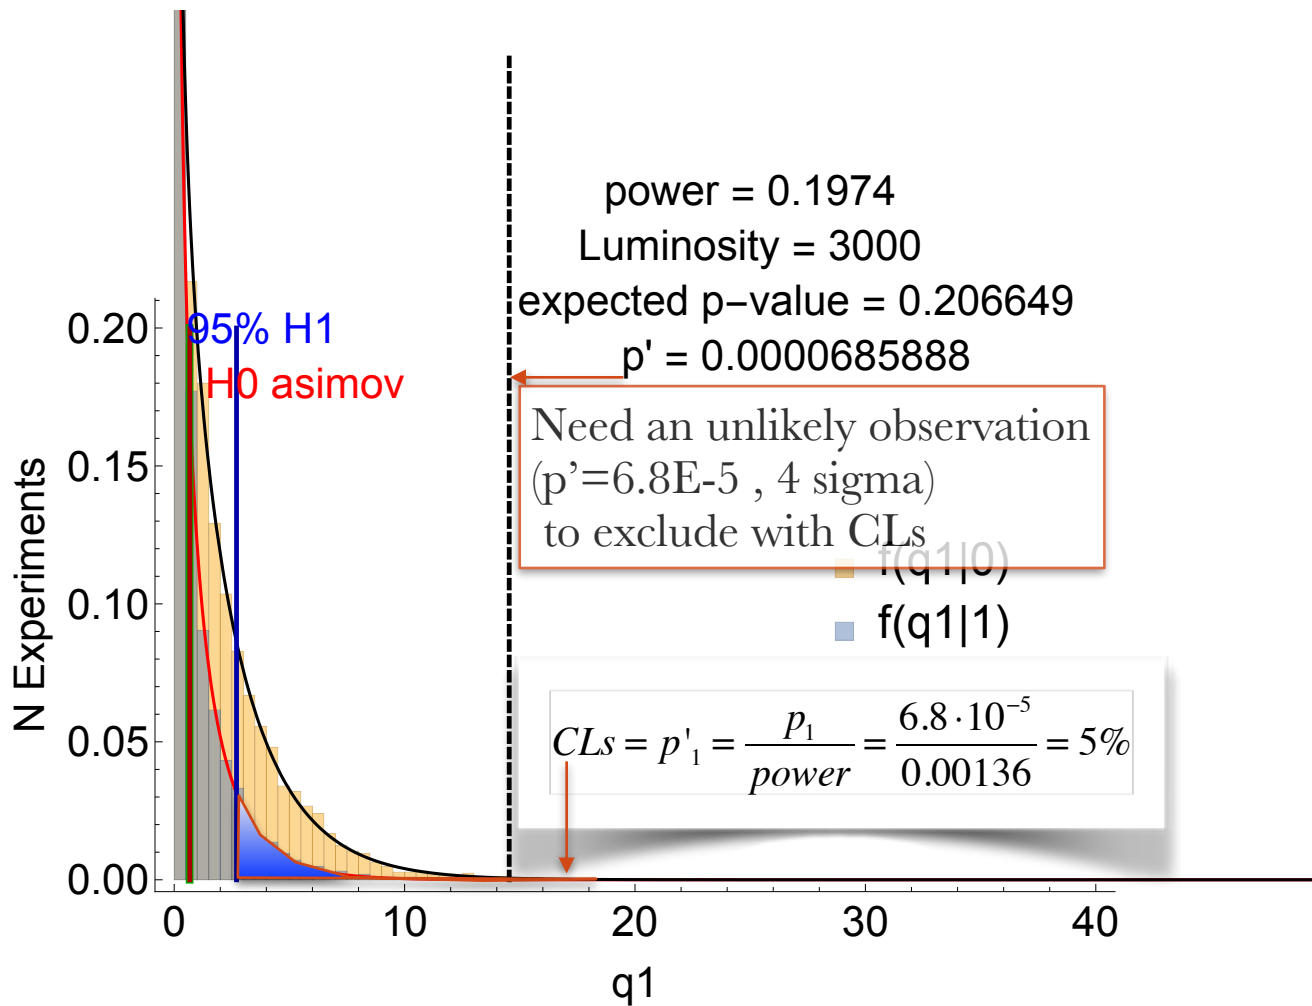 power = 0.1974
Luminosity = 3000
expected p−value = 0.206649
p' = 0.0000685888
95% H1
H0 asimov
Need an unlikely observation
(p’=6.8E-5 , 4 sigma)
to exclude with CLs
f(q1|0)
f(q1|1)
CLs = p'₁ = p₁ / power = 6.8·10⁻⁵ / 0.00136 = 5%
N Experiments
0.20
0.15
0.10
0.05
0.00
0 10 20 30 40
q1